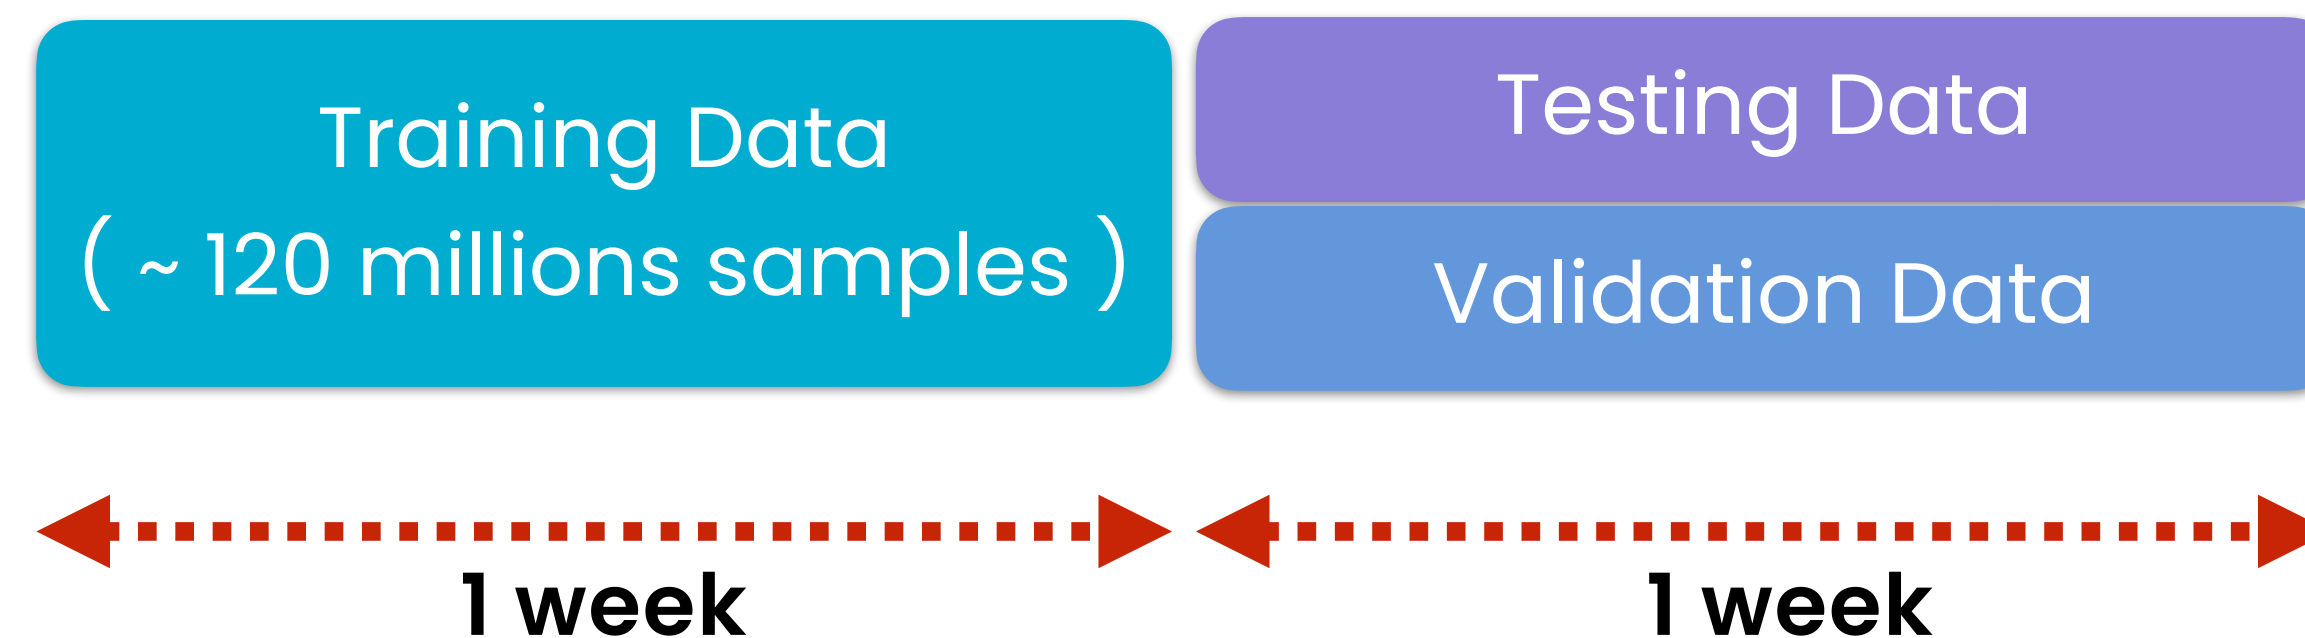 Training Data
( ~ 120 millions samples )
Testing Data
Validation Data
1 week
1 week